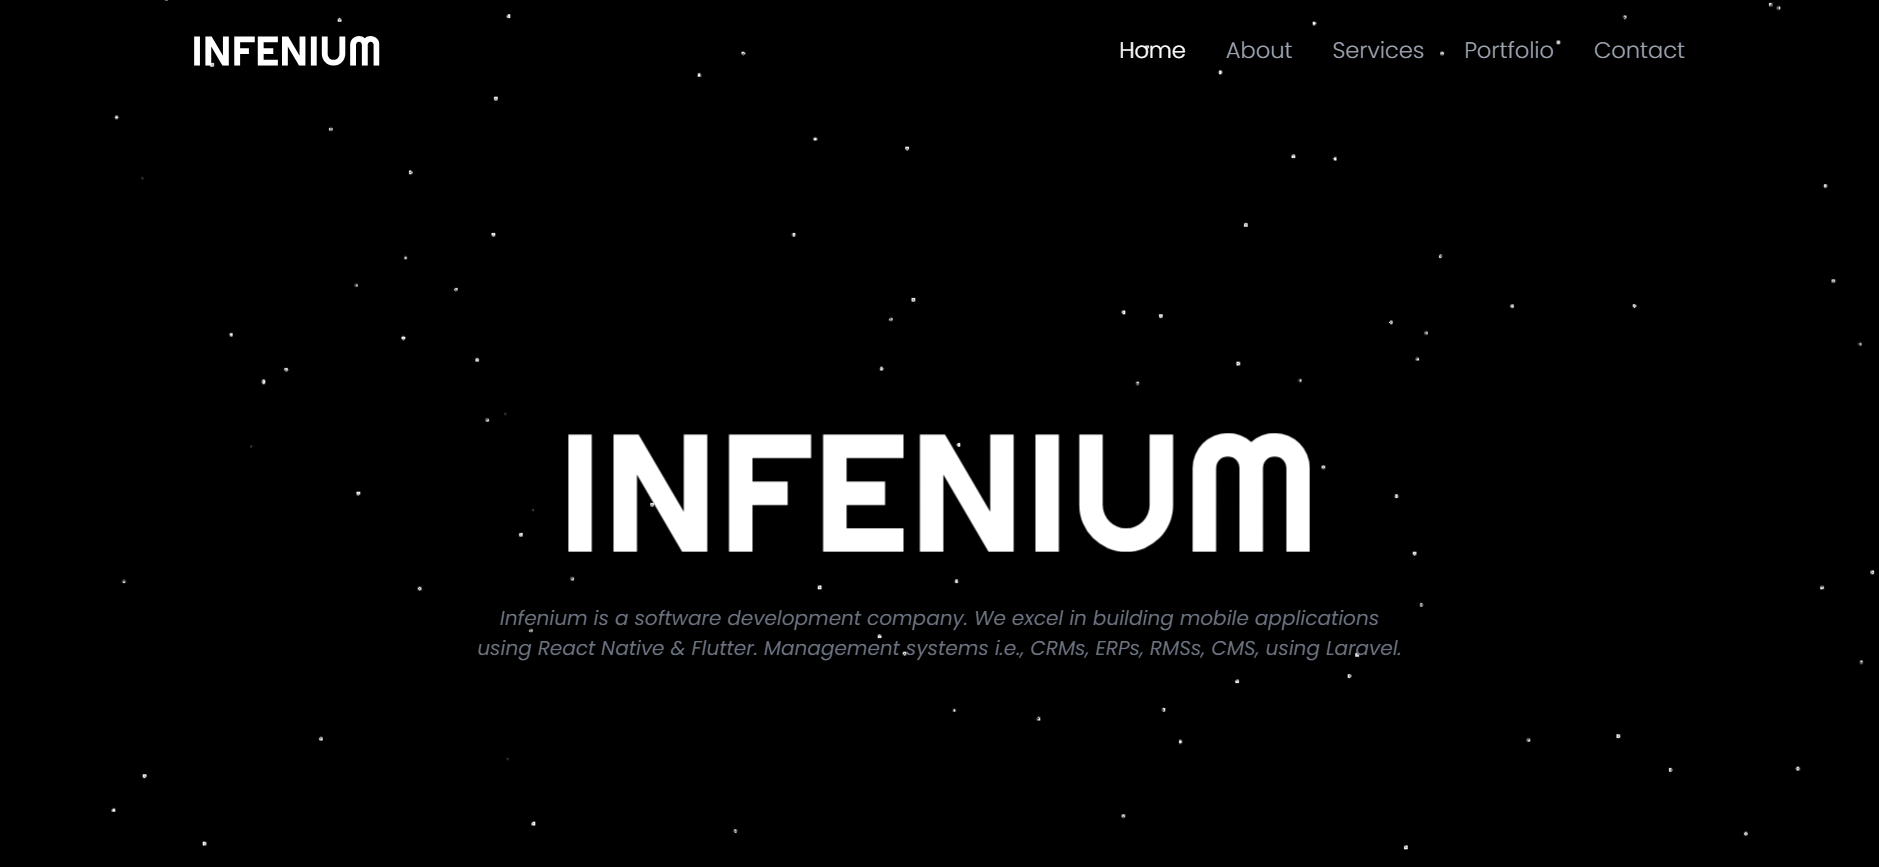 INFENIUM
Home About Services Portfolio Contact
INFENIUM
Infenium is a software development company. We excel in building mobile applications
using React Native & Flutter. Management systems i.e., CRMs, ERPs, RMSs, CMS, using Laravel.